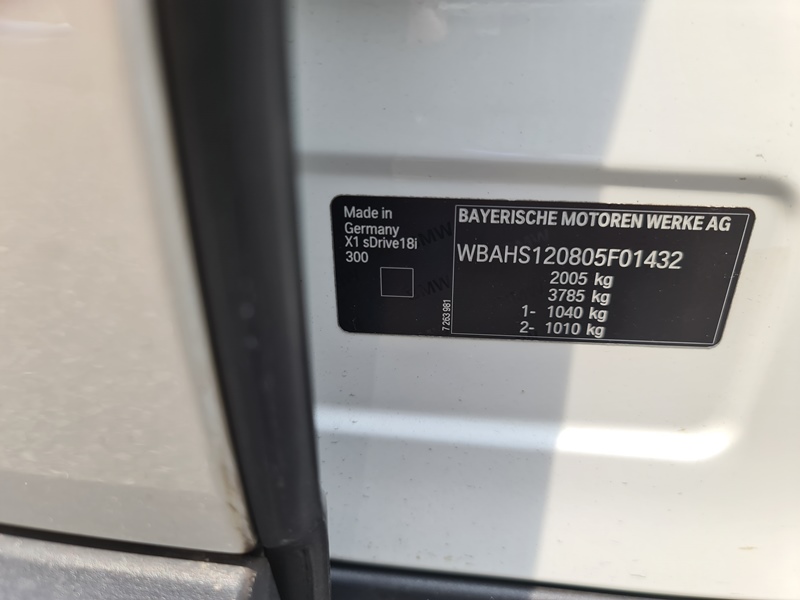 Made in
Germany
X1 sDrive18i
300
7 263 981
BAYERISCHE MOTOREN WERKE AG
WBAHS120805F01432
2005 kg
3785 kg
1- 1040 kg
2- 1010 kg